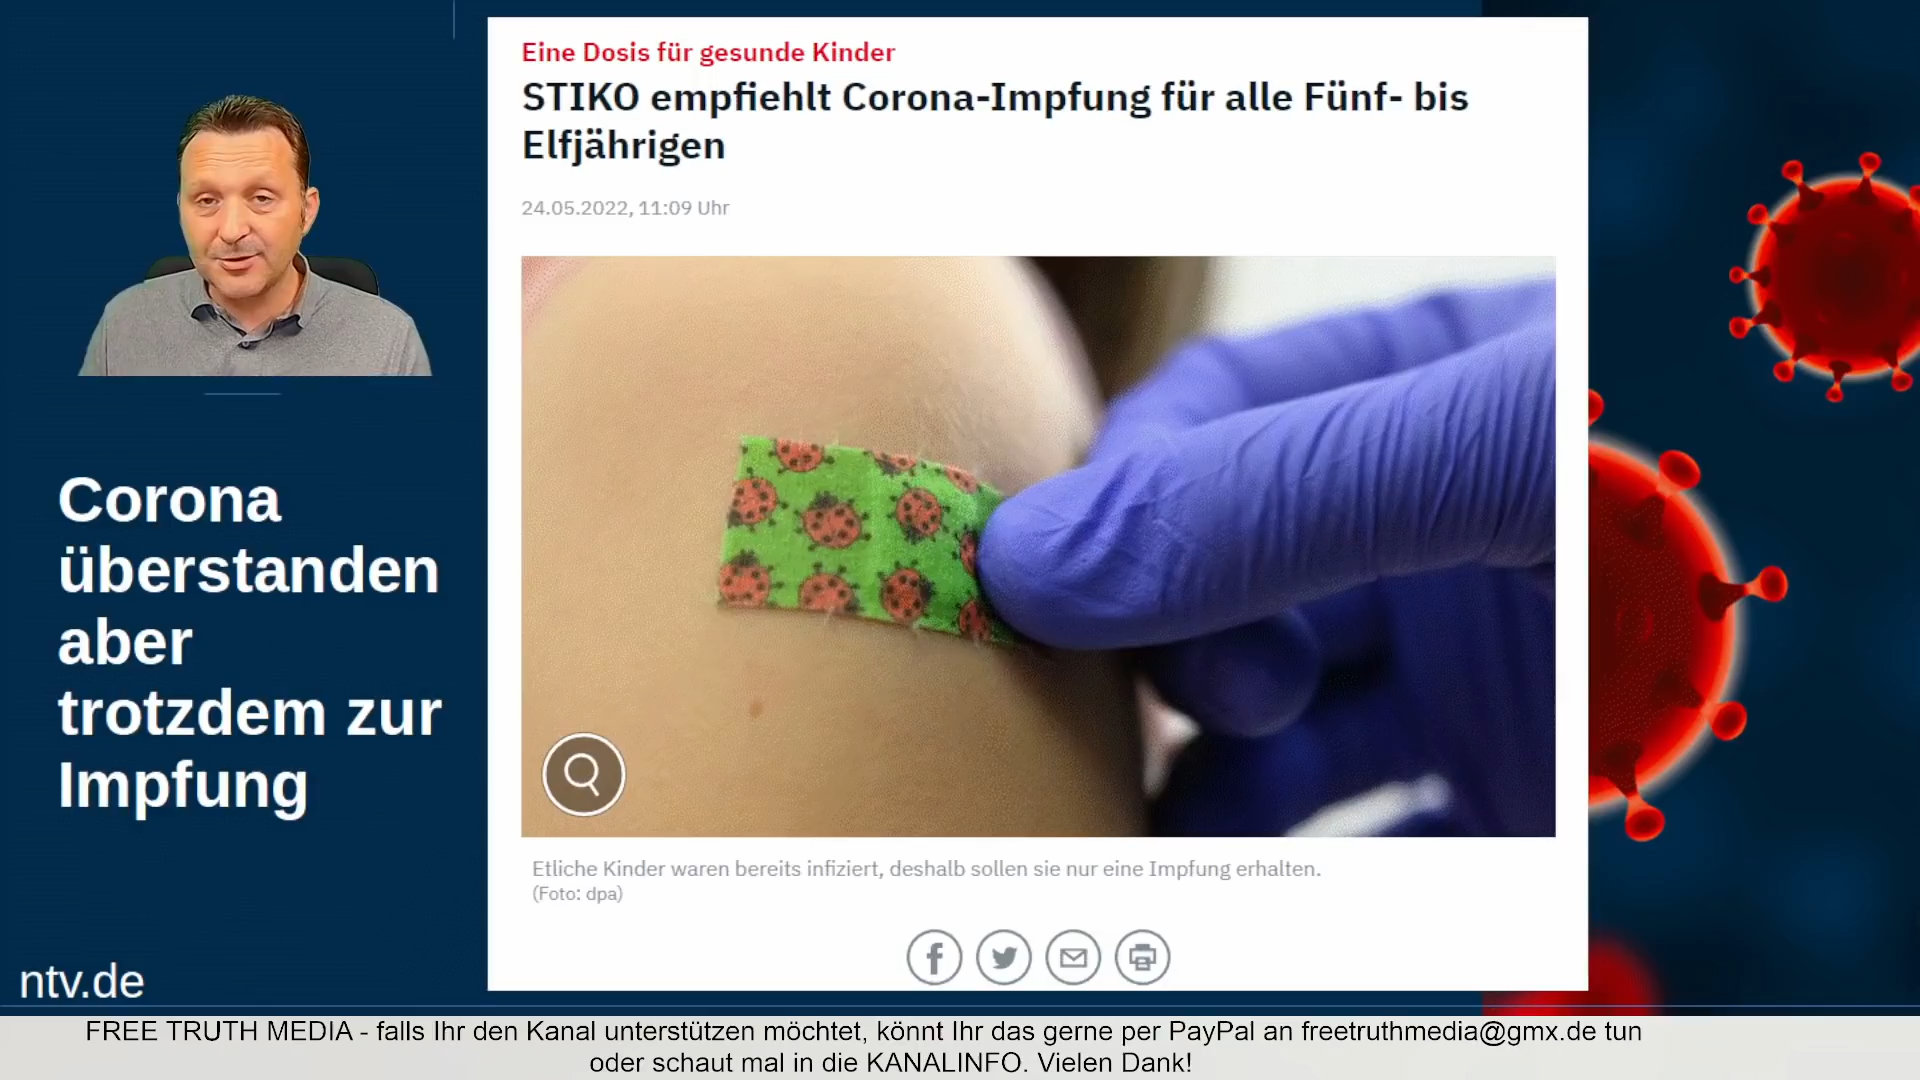 Eine Dosis für gesunde Kinder
STIKO empfiehlt Corona-Impfung für alle Fünf- bis
Elfjährigen
24.05.2022, 11:09 Uhr
Etliche Kinder waren bereits infiziert, deshalb sollen sie nur eine Impfung erhalten.
(Foto: dpa)
Corona
überstanden
aber
trotzdem zur
Impfung
ntv.de
FREE TRUTH MEDIA - falls Ihr den Kanal unterstützen möchtet, könnt Ihr das gerne per PayPal an freetruthmedia@gmx.de tun
oder schaut mal in die KANALINFO. Vielen Dank!